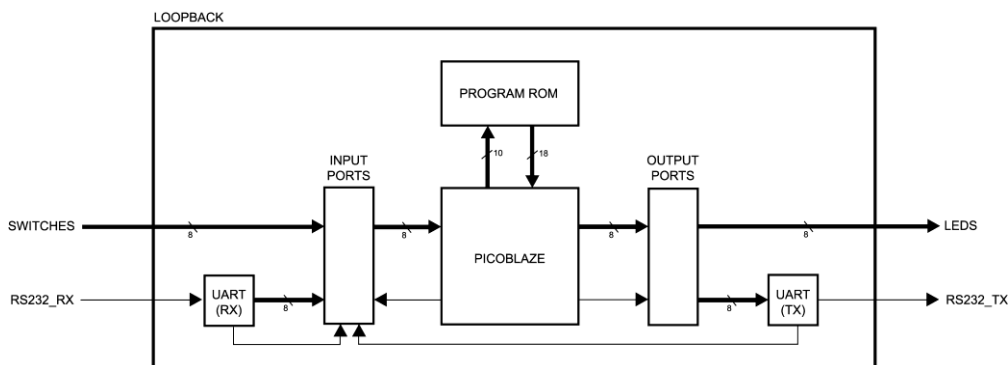 LOOPBACK
PROGRAM ROM
10
18
INPUT
PORTS
OUTPUT
PORTS
SWITCHES
8
8
PICOBLAZE
8
8
LEDS
RS232_RX
UART
(RX)
8
8
UART
(TX)
RS232_TX